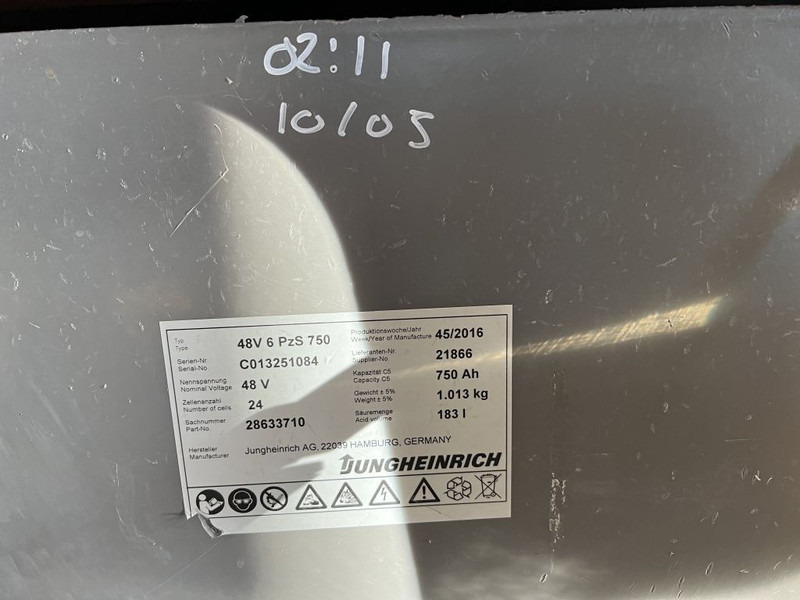 02:11
10/05
Typ
Type
48V 6 PzS 750
Produktionswoche/Jahr
Week/Year of Manufacture
45/2016
Serien-Nr.
Serial-No
C013251084
Lieferanten-Nr.
Supplier-No.
21866
Nennspannung
Nominal Voltage
48 V
Kapazität C5
Capacity C5
750 Ah
Zellenanzahl
Number of cells
24
Gewicht ± 5%
Weight ± 5%
1.013 kg
Sachnummer
Part-No.
28633710
Säuremenge
Acid volume
183 l
Hersteller
Manufacturer
Jungheinrich AG, 22039 HAMBURG, GERMANY
JUNGHEINRICH